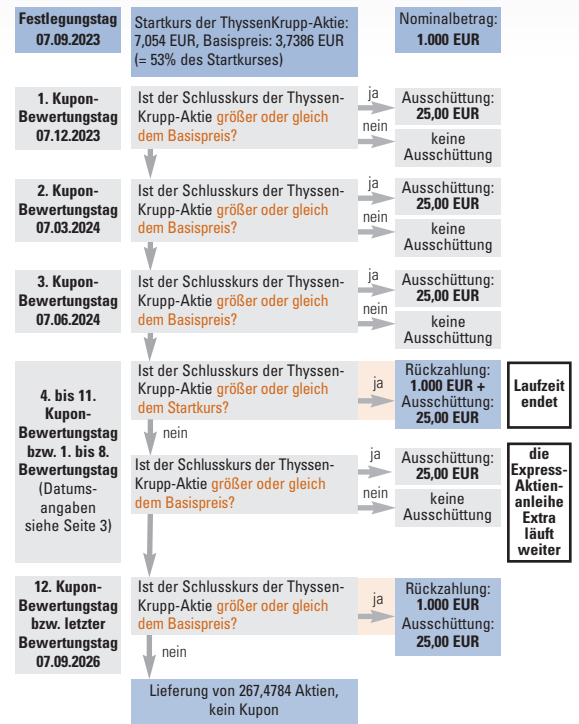 Festlegungstag
07.09.2023
Startkurs der ThyssenKrupp-Aktie:
7,054 EUR, Basispreis: 3,7386 EUR
(= 53% des Startkurses)
Nominalbetrag:
1.000 EUR
1. Kupon-
Bewertungstag
07.12.2023
Ist der Schlusskurs der Thyssen-
Krupp-Aktie größer oder gleich
dem Basispreis?
ja
Ausschüttung:
25,00 EUR
nein
keine
Ausschüttung
2. Kupon-
Bewertungstag
07.03.2024
Ist der Schlusskurs der Thyssen-
Krupp-Aktie größer oder gleich
dem Basispreis?
ja
Ausschüttung:
25,00 EUR
nein
keine
Ausschüttung
3. Kupon-
Bewertungstag
07.06.2024
Ist der Schlusskurs der Thyssen-
Krupp-Aktie größer oder gleich
dem Basispreis?
ja
Ausschüttung:
25,00 EUR
nein
keine
Ausschüttung
4. bis 11.
Kupon-
Bewertungstag
bzw. 1. bis 8.
Bewertungstag
(Datums-
angaben
siehe Seite 3)
Ist der Schlusskurs der Thyssen-
Krupp-Aktie größer oder gleich
dem Startkurs?
ja
Rückzahlung:
1.000 EUR +
Ausschüttung:
25,00 EUR
Laufzeit
endet
nein
Ist der Schlusskurs der Thyssen-
Krupp-Aktie größer oder gleich
dem Basispreis?
ja
Ausschüttung:
25,00 EUR
nein
keine
Ausschüttung
die
Express-
Aktien-
anleihe
Extra
läuft
weiter
12. Kupon-
Bewertungstag
bzw. letzter
Bewertungstag
07.09.2026
Ist der Schlusskurs der Thyssen-
Krupp-Aktie größer oder gleich
dem Basispreis?
ja
Rückzahlung:
1.000 EUR
Ausschüttung:
25,00 EUR
nein
Lieferung von 267,4784 Aktien,
kein Kupon